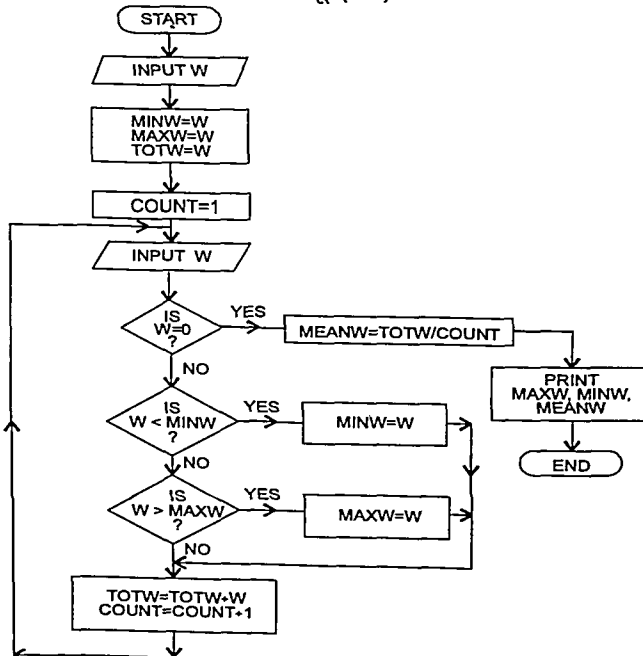 START
INPUT W
MINW=W
MAXW=W
TOTW=W
COUNT=1
INPUT W
IS
W=0
?
YES
MEANW=TOTW/COUNT
NO
PRINT
MAXW, MINW,
MEANW
IS
W < MINW
?
YES
MINW=W
END
NO
IS
W > MAXW
?
YES
MAXW=W
NO
TOTW=TOTW+W
COUNT=COUNT+1